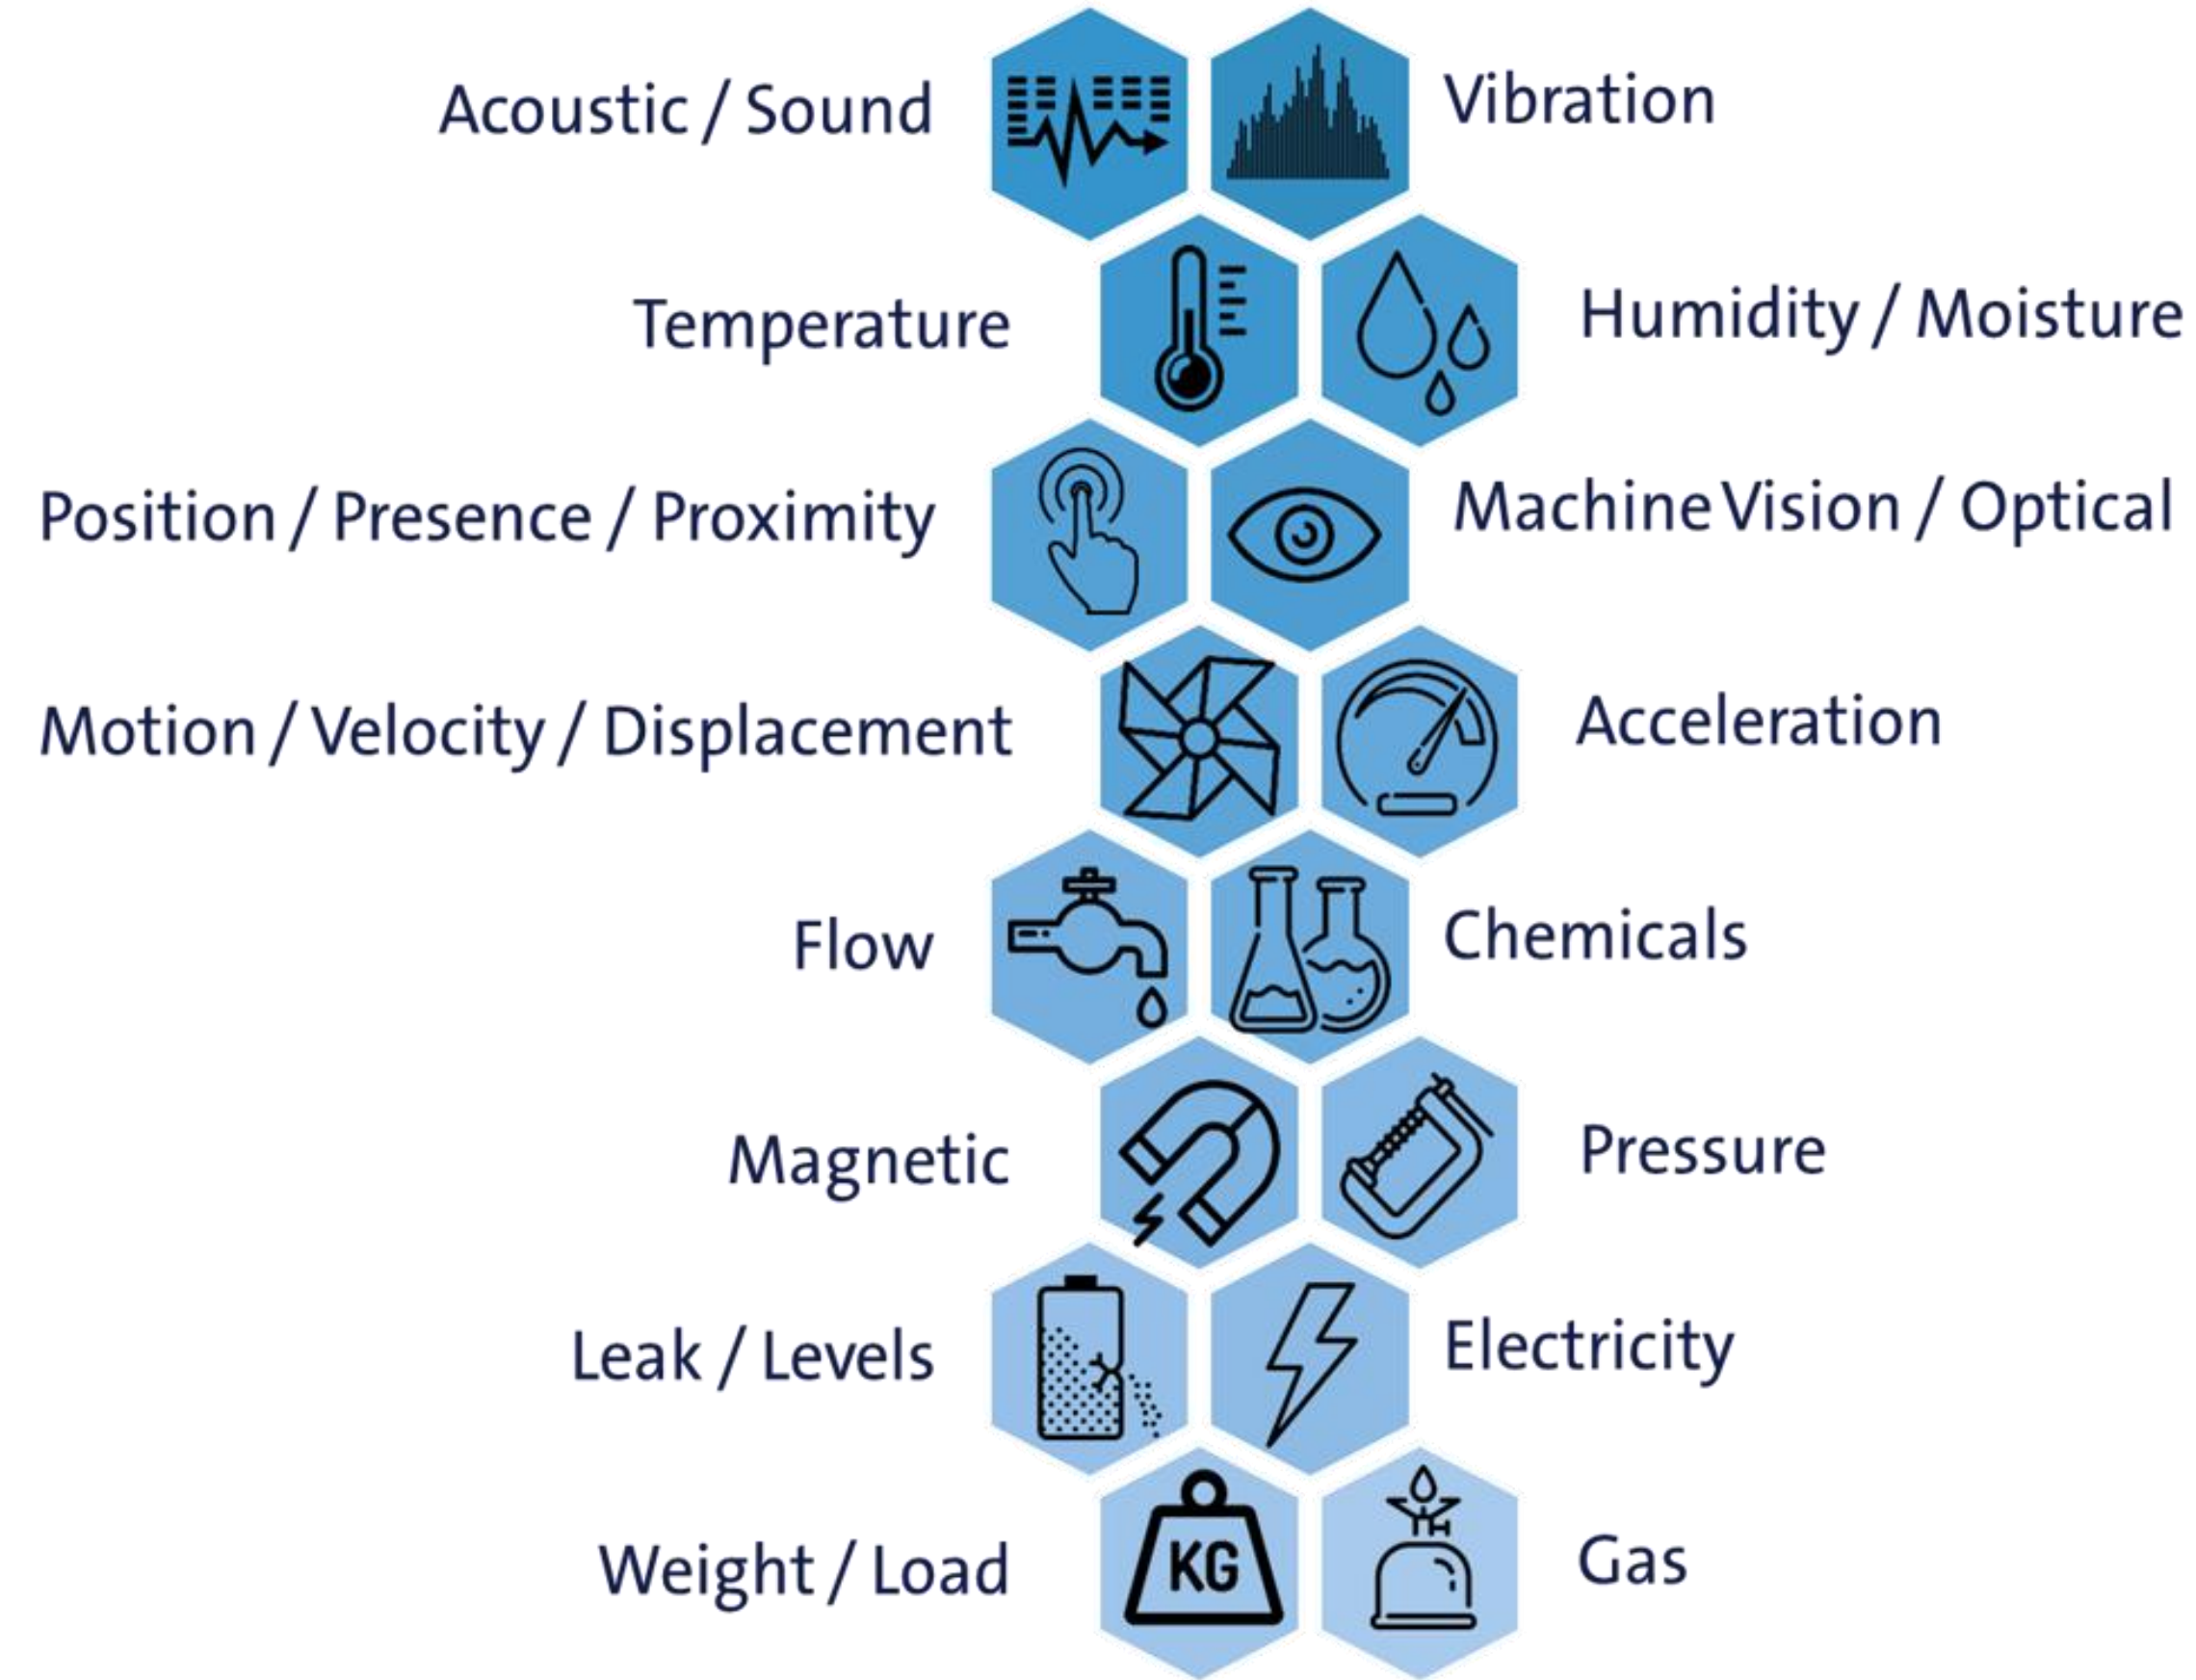 Acoustic / Sound
Vibration
Temperature
Humidity / Moisture
Position / Presence / Proximity
Machine Vision / Optical
Motion / Velocity / Displacement
Acceleration
Flow
Chemicals
Magnetic
Pressure
Leak / Levels
Electricity
Weight / Load
KG
Gas